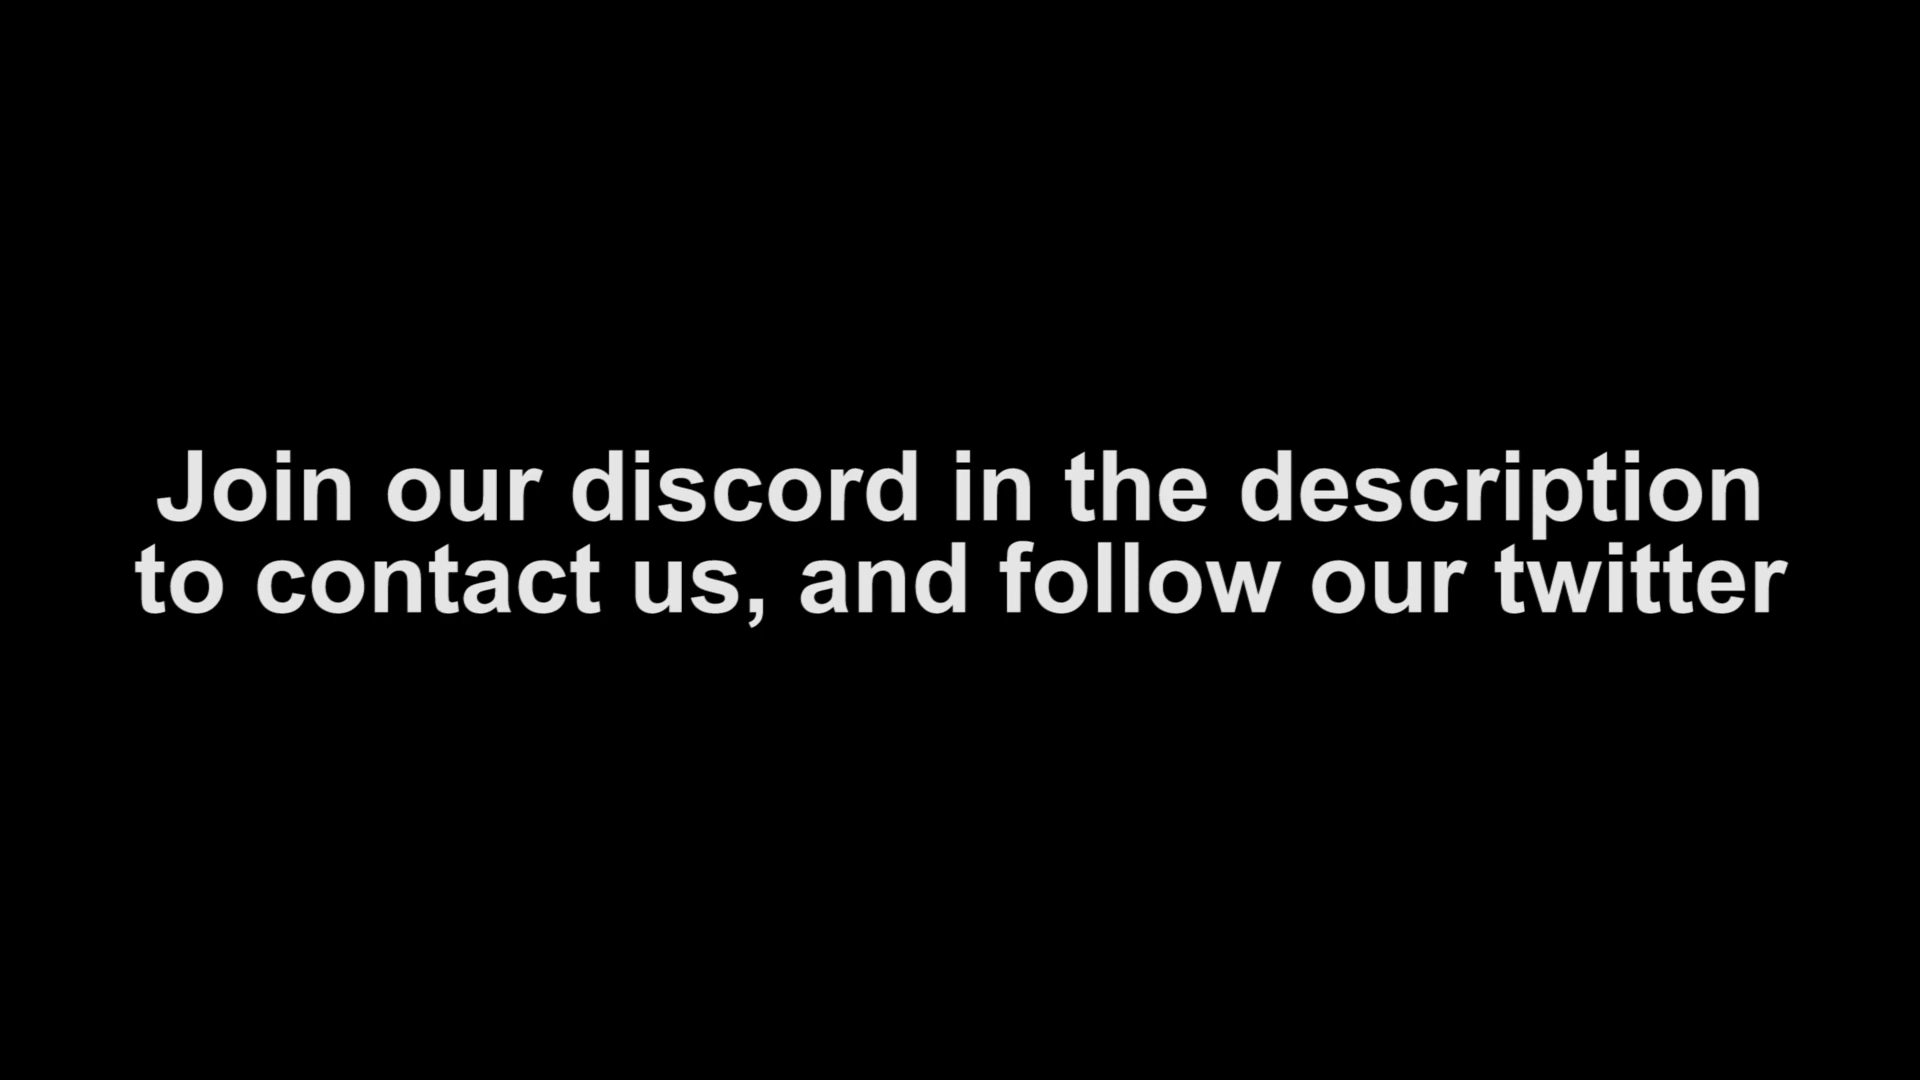 Join our discord in the description
to contact us, and follow our twitter